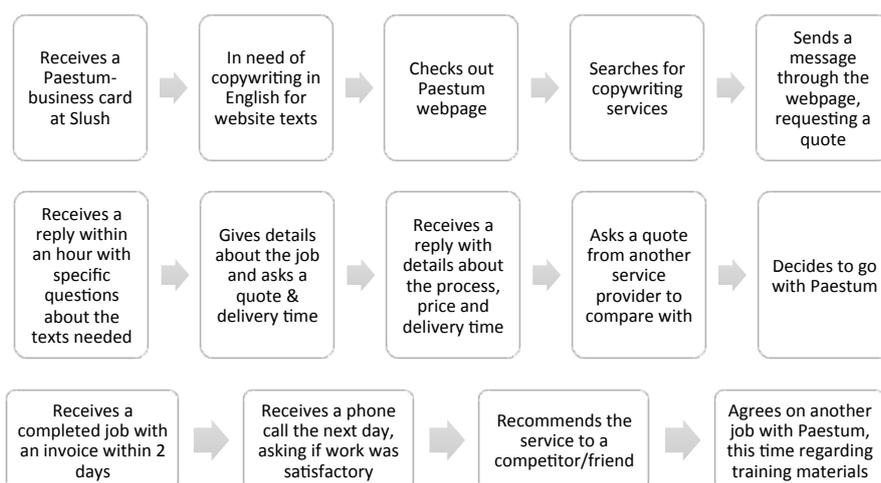 Receives a
Paestum-
business card
at Slush
In need of
copywriting in
English for
website texts
Checks out
Paestum
webpage
Searches for
copywriting
services
Sends a
message
through the
webpage,
requesting a
quote
Receives a
reply within
an hour with
specific
questions
about the
texts needed
Gives details
about the job
and asks a
quote &
delivery time
Receives a
reply with
details about
the process,
price and
delivery time
Asks a quote
from another
service
provider to
compare with
Decides to go
with Paestum
Receives a
completed job with
an invoice within 2
days
Receives a phone
call the next day,
asking if work was
satisfactory
Recommends the
service to a
competitor/friend
Agrees on another
job with Paestum,
this time regarding
training materials